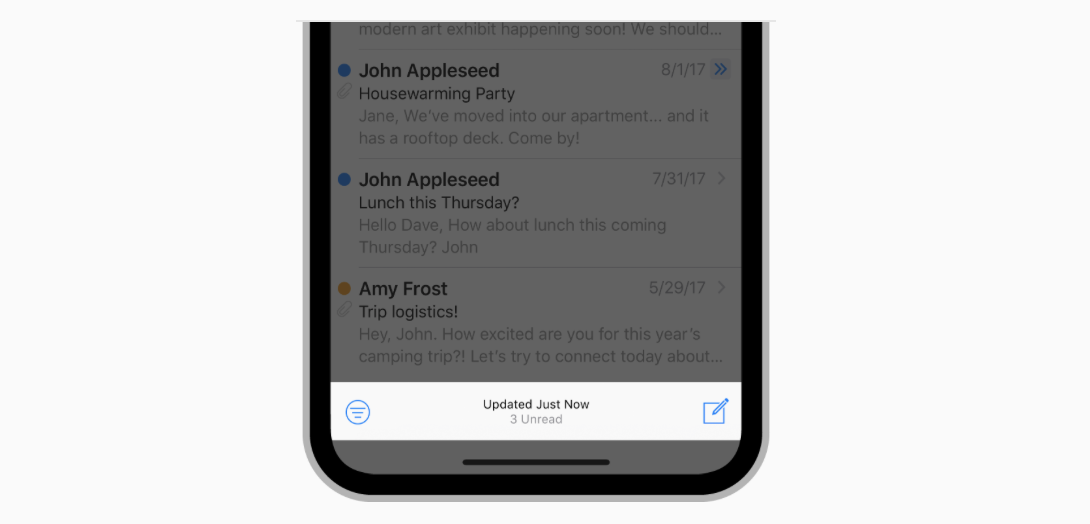 modern art exhibit happening soon! We should...
John Appleseed 8/1/17
Housewarming Party
Jane, We've moved into our apartment... and it
has a rooftop deck. Come by!
John Appleseed 7/31/17
Lunch this Thursday?
Hello Dave, How about lunch this coming
Thursday? John
Amy Frost 5/29/17
Trip logistics!
Hey, John. How excited are you for this year's
camping trip?! Let's try to connect today about...
Updated Just Now
3 Unread